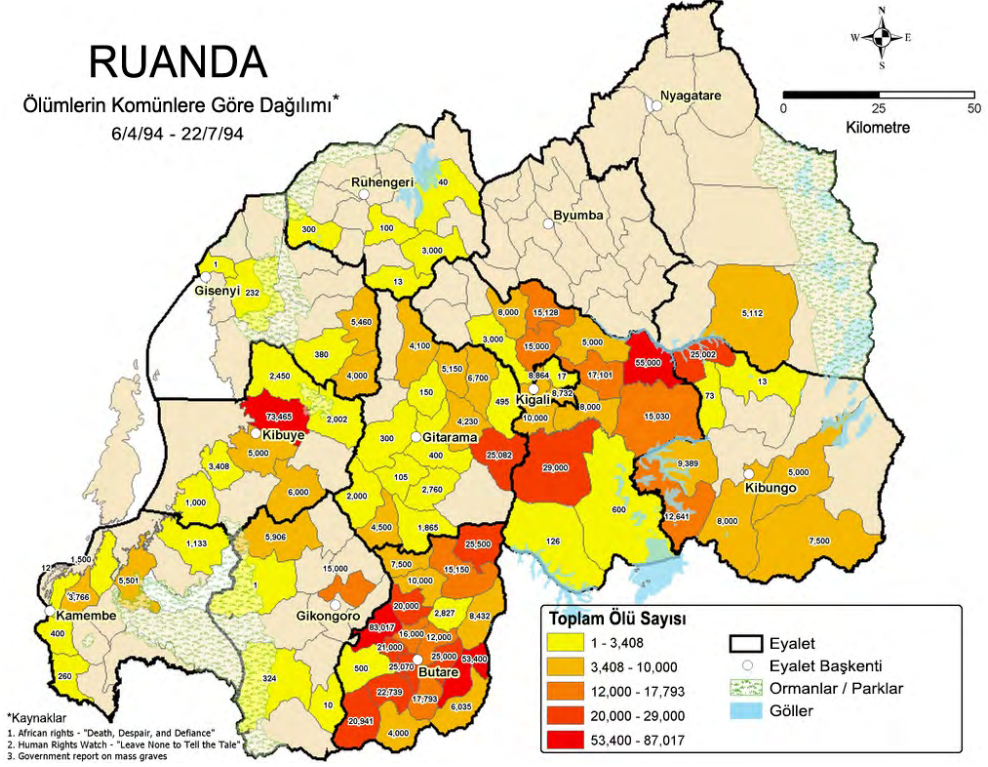 RUANDA
Ölümlerin Komünlere Göre Dağılımı*
6/4/94 - 22/7/94
N
W E
S
0 25 50
Kilometre
Nyagatare
Ruhengeri
40
Byumba
300
100
3,000
1
Gisenyi
232
13
5,112
5,460
8,000
15,128
380
4,100
3,000
15,000
5,000
55,000
25,002
2,450
4,000
5,150
6,700
8,864
17
17,101
13
150
495
Kigali
8,732
73
73,465
2,002
4,230
10,000
8,000
15,030
Kibuye
300
Gitarama
5,000
400
25,082
29,000
9,389
5,000
3,408
105
Kibungo
1,000
6,000
2,000
2,760
600
12,641
8,000
4,500
1,865
126
7,500
5,906
1,133
25,500
1,500
7,500
15,150
12
5,501
1
15,000
10,000
3,766
20,000
2,827
8,432
Kamembe
Gikongoro
83,017
16,000
12,000
400
21,000
25,000
53,400
500
25,070
Butare
260
324
22,739
17,793
10
6,035
20,941
4,000
Toplam Ölü Sayısı
1 - 3,408
3,408 - 10,000
12,000 - 17,793
20,000 - 29,000
53,400 - 87,017
Eyalet
Eyalet Başkenti
Ormanlar / Parklar
Göller
*Kaynaklar
1. African rights - "Death, Despair, and Defiance"
2. Human Rights Watch - "Leave None to Tell the Tale"
3. Government report on mass graves